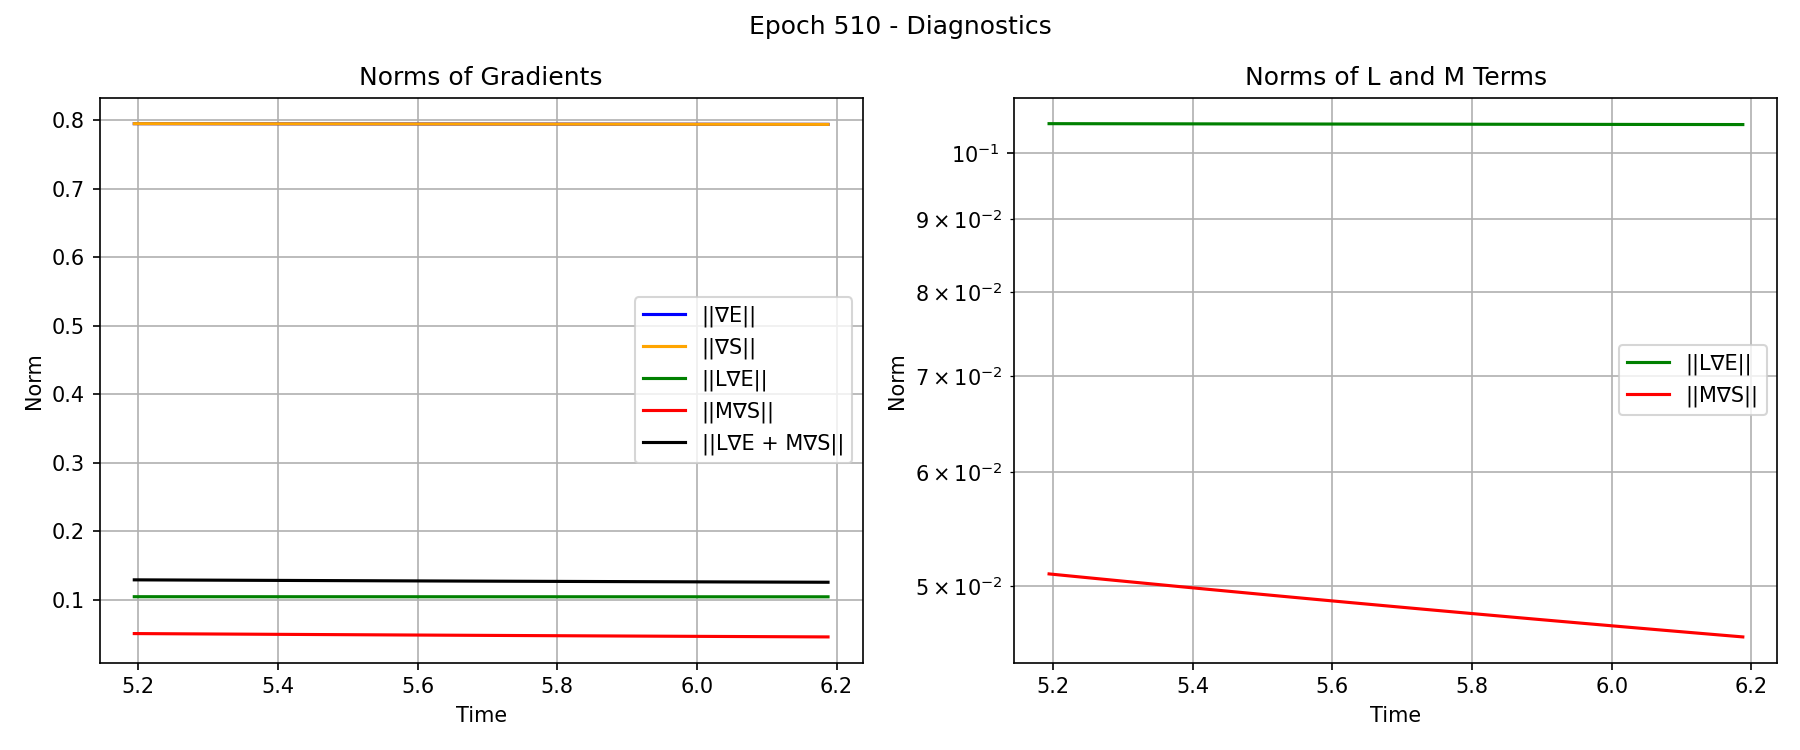 Epoch 510 - Diagnostics
Norms of Gradients
0.8
0.7
0.6
0.5
0.4
0.3
0.2
0.1
Norm
||∇E||
||∇S||
||L∇E||
||M∇S||
||L∇E + M∇S||
5.2 5.4 5.6 5.8 6.0 6.2
Time
Norms of L and M Terms
10⁻¹
9 × 10⁻²
8 × 10⁻²
7 × 10⁻²
6 × 10⁻²
5 × 10⁻²
Norm
||L∇E||
||M∇S||
5.2 5.4 5.6 5.8 6.0 6.2
Time